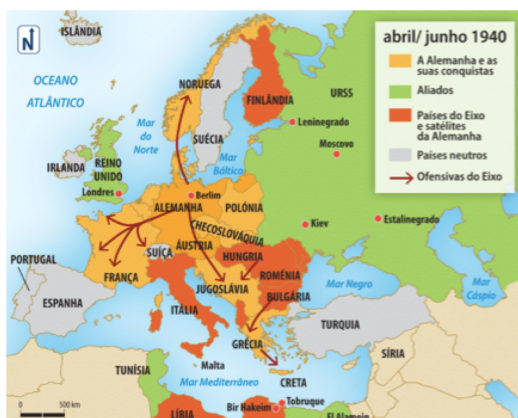 N
ISLÂNDIA
OCEANO
ATLÂNTICO
NORUEGA
FINLÂNDIA
SUÉCIA
URSS
Leninegrado
Moscovo
Mar
do
Norte
Mar
Báltico
IRLANDA
REINO
UNIDO
Londres
Berlim
ALEMANHA
POLÓNIA
CHECOSLOVÁQUIA
Kiev
Estalinegrado
ÁUSTRIA
SUÍÇA
HUNGRIA
FRANÇA
ROMÉNIA
JUGOSLÁVIA
BULGÁRIA
Mar Negro
Mar
Cáspio
PORTUGAL
ESPANHA
ITÁLIA
GRÉCIA
TURQUIA
SÍRIA
CRETA
Malta
TUNÍSIA
Mar Mediterrâneo
Tobruque
Bir Hakeim
El Alamein
LÍBIA
0 500 km
abril/ junho 1940
A Alemanha e as
suas conquistas
Aliados
Países do Eixo
e satélites
da Alemanha
Países neutros
Ofensivas do Eixo